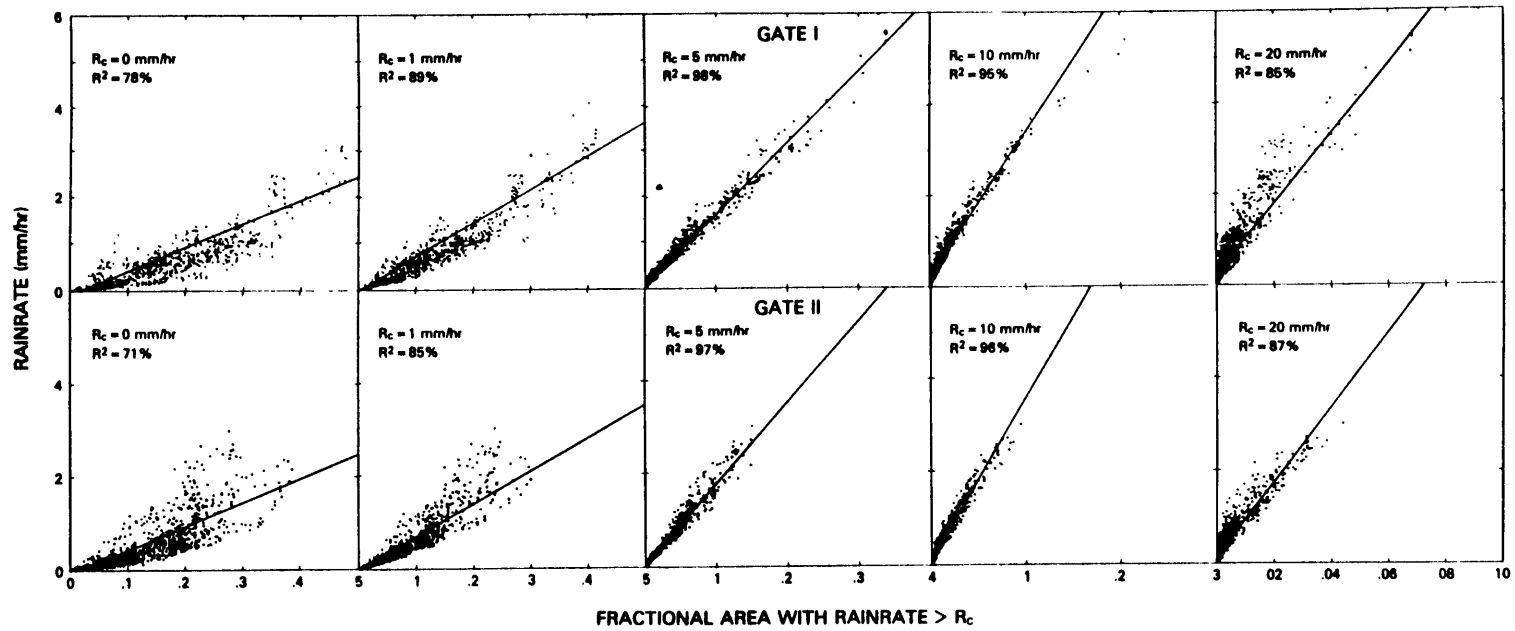 GATE I
RAINRATE (mm/hr)
6
4
2
0
Rc = 0 mm/hr
R² = 78%
Rc = 1 mm/hr
R² = 89%
Rc = 5 mm/hr
R² = 98%
Rc = 10 mm/hr
R² = 95%
Rc = 20 mm/hr
R² = 85%
GATE II
4
2
0
Rc = 0 mm/hr
R² = 71%
Rc = 1 mm/hr
R² = 85%
Rc = 5 mm/hr
R² = 97%
Rc = 10 mm/hr
R² = 96%
Rc = 20 mm/hr
R² = 87%
0 .1 .2 .3 .4 5 .1 .2 .3 .4 5 1 .2 .3 4 1 .2 3 02 .04 .06 .08 10
FRACTIONAL AREA WITH RAINRATE > Rc